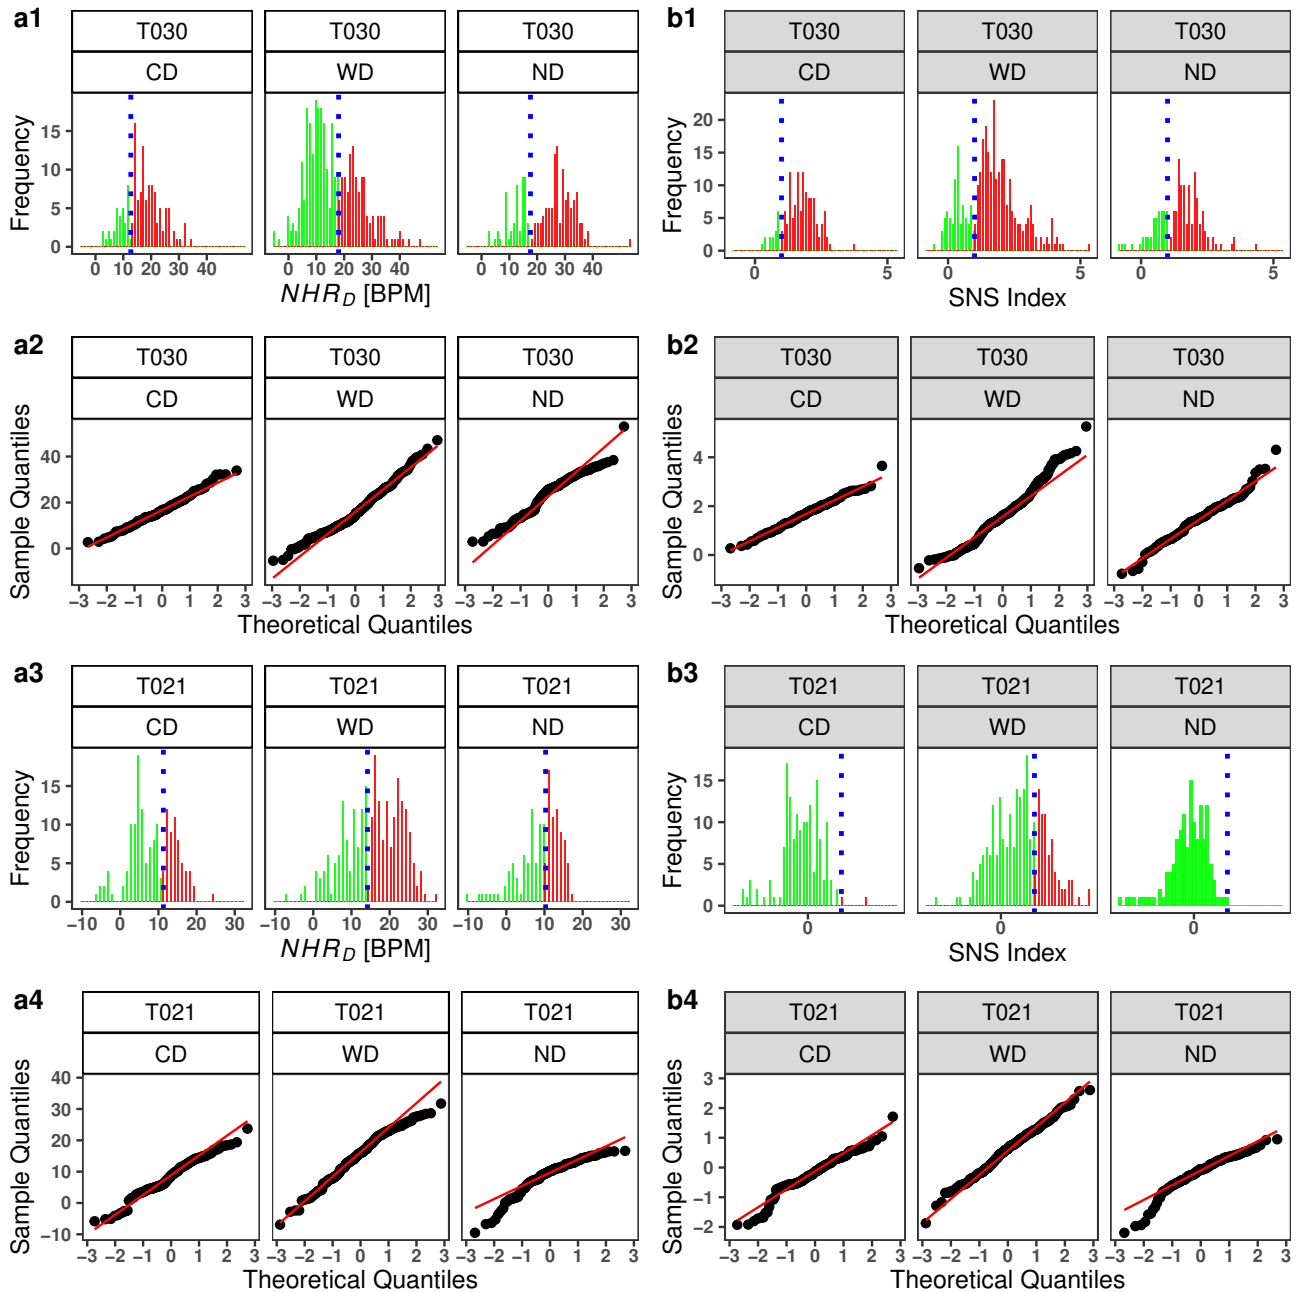 a1
T030 T030 T030
CD WD ND
Frequency
15
10
5
0
0 10 20 30 40 0 10 20 30 40 0 10 20 30 40
NHR_D [BPM]
b1
T030 T030 T030
CD WD ND
Frequency
20
15
10
5
0
0 5 0 5 0 5
SNS Index
a2
T030 T030 T030
CD WD ND
Sample Quantiles
40
20
0
−3 −2 −1 0 1 2 3 −3 −2 −1 0 1 2 3 −3 −2 −1 0 1 2 3
Theoretical Quantiles
b2
T030 T030 T030
CD WD ND
Sample Quantiles
4
2
0
−3 −2 −1 0 1 2 3 −3 −2 −1 0 1 2 3 −3 −2 −1 0 1 2 3
Theoretical Quantiles
a3
T021 T021 T021
CD WD ND
Frequency
15
10
5
0
−10 0 10 20 30 −10 0 10 20 30 −10 0 10 20 30
NHR_D [BPM]
b3
T021 T021 T021
CD WD ND
Frequency
15
10
5
0
0 0 0
SNS Index
a4
T021 T021 T021
CD WD ND
Sample Quantiles
40
30
20
10
0
−10
−3 −2 −1 0 1 2 3 −3 −2 −1 0 1 2 3 −3 −2 −1 0 1 2 3
Theoretical Quantiles
b4
T021 T021 T021
CD WD ND
Sample Quantiles
3
2
1
0
−1
−2
−3 −2 −1 0 1 2 3 −3 −2 −1 0 1 2 3 −3 −2 −1 0 1 2 3
Theoretical Quantiles